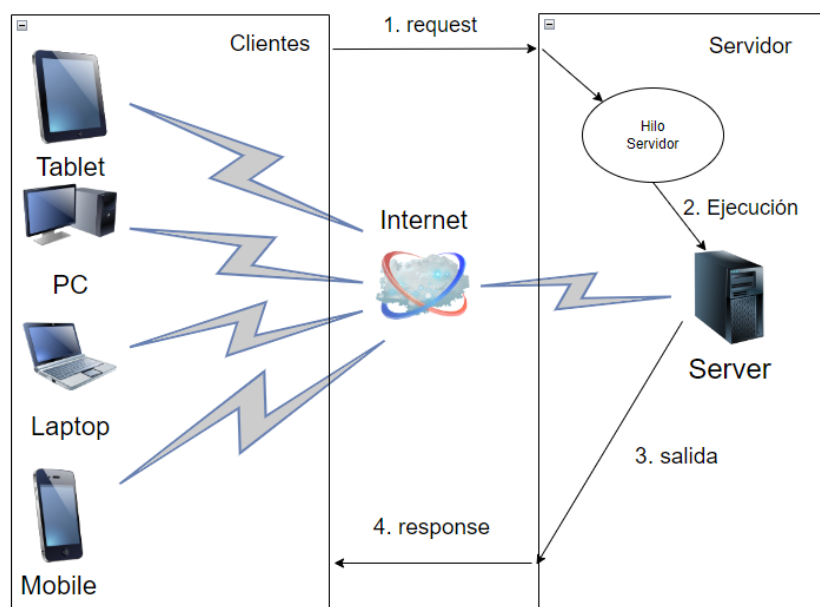 Clientes
1. request
Servidor
Hilo
Servidor
Tablet
2. Ejecución
Internet
PC
Server
Laptop
3. salida
4. response
Mobile